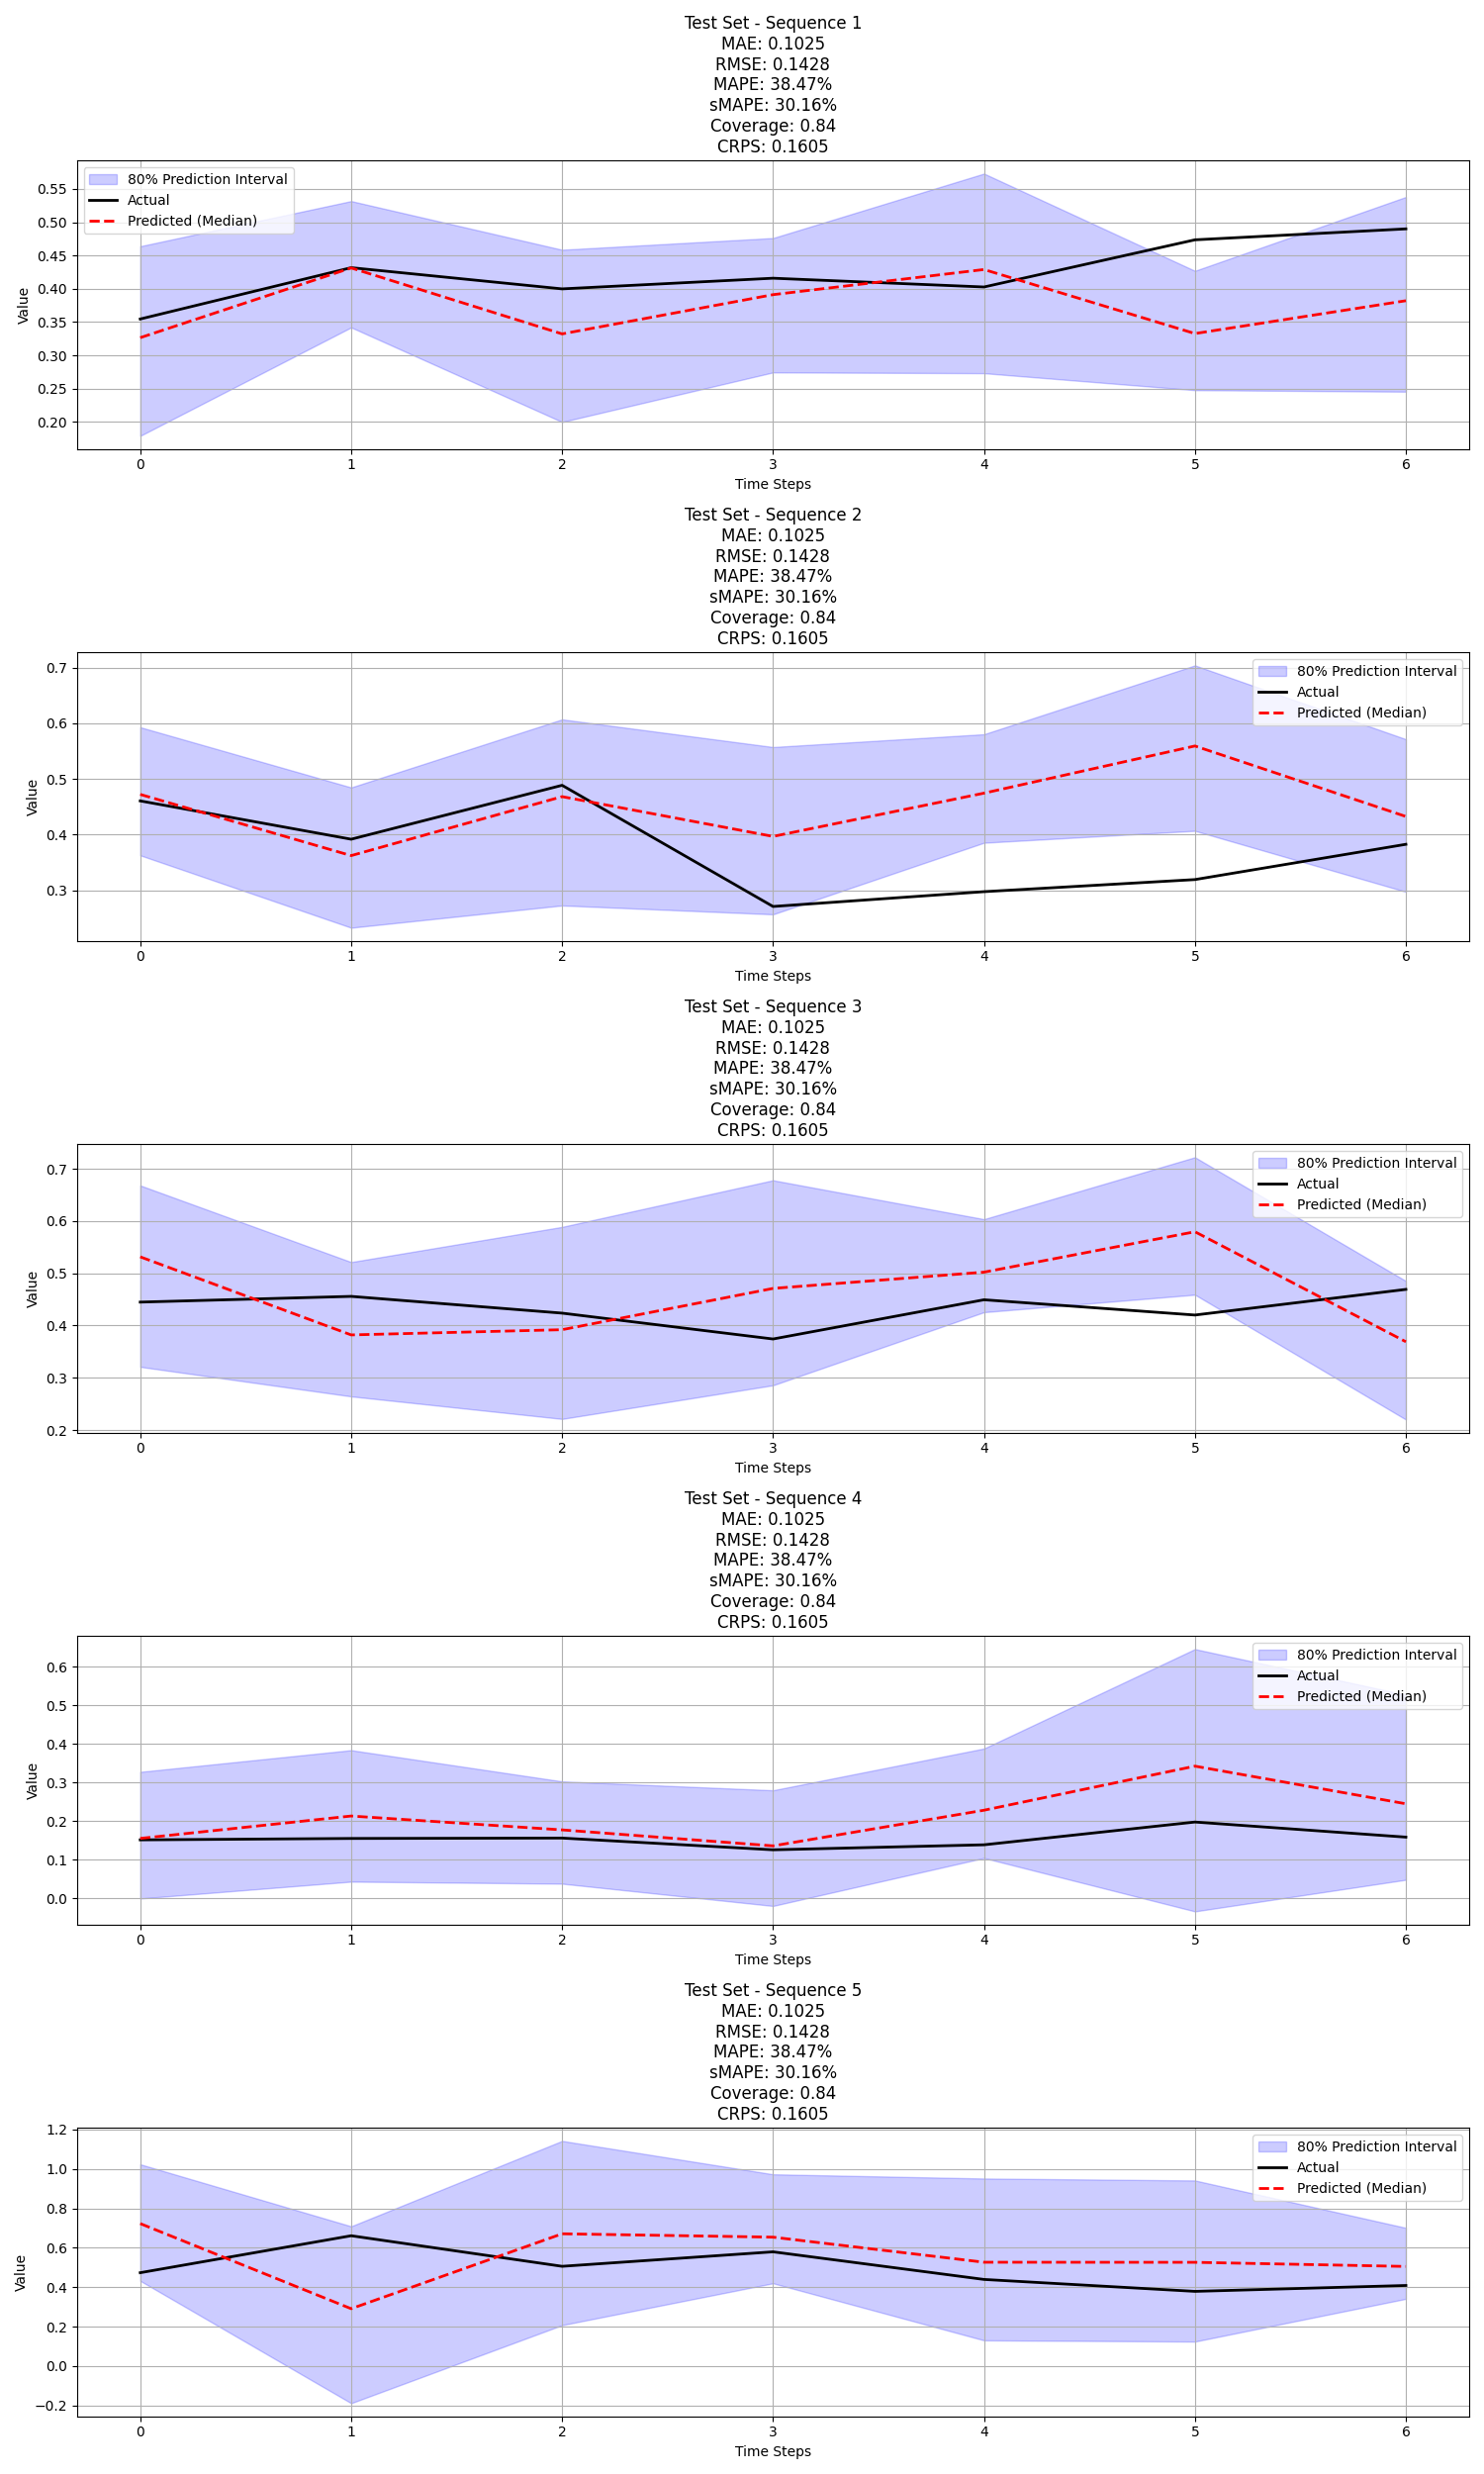 Test Set - Sequence 1
MAE: 0.1025
RMSE: 0.1428
MAPE: 38.47%
sMAPE: 30.16%
Coverage: 0.84
CRPS: 0.1605
80% Prediction Interval
Actual
Predicted (Median)
Value
0.55
0.50
0.45
0.40
0.35
0.30
0.25
0.20
0 1 2 3 4 5 6
Time Steps
Test Set - Sequence 2
MAE: 0.1025
RMSE: 0.1428
MAPE: 38.47%
sMAPE: 30.16%
Coverage: 0.84
CRPS: 0.1605
80% Prediction Interval
Actual
Predicted (Median)
Value
0.7
0.6
0.5
0.4
0.3
0 1 2 3 4 5 6
Time Steps
Test Set - Sequence 3
MAE: 0.1025
RMSE: 0.1428
MAPE: 38.47%
sMAPE: 30.16%
Coverage: 0.84
CRPS: 0.1605
80% Prediction Interval
Actual
Predicted (Median)
Value
0.7
0.6
0.5
0.4
0.3
0.2
0 1 2 3 4 5 6
Time Steps
Test Set - Sequence 4
MAE: 0.1025
RMSE: 0.1428
MAPE: 38.47%
sMAPE: 30.16%
Coverage: 0.84
CRPS: 0.1605
80% Prediction Interval
Actual
Predicted (Median)
Value
0.6
0.5
0.4
0.3
0.2
0.1
0.0
0 1 2 3 4 5 6
Time Steps
Test Set - Sequence 5
MAE: 0.1025
RMSE: 0.1428
MAPE: 38.47%
sMAPE: 30.16%
Coverage: 0.84
CRPS: 0.1605
80% Prediction Interval
Actual
Predicted (Median)
Value
1.2
1.0
0.8
0.6
0.4
0.2
0.0
−0.2
0 1 2 3 4 5 6
Time Steps